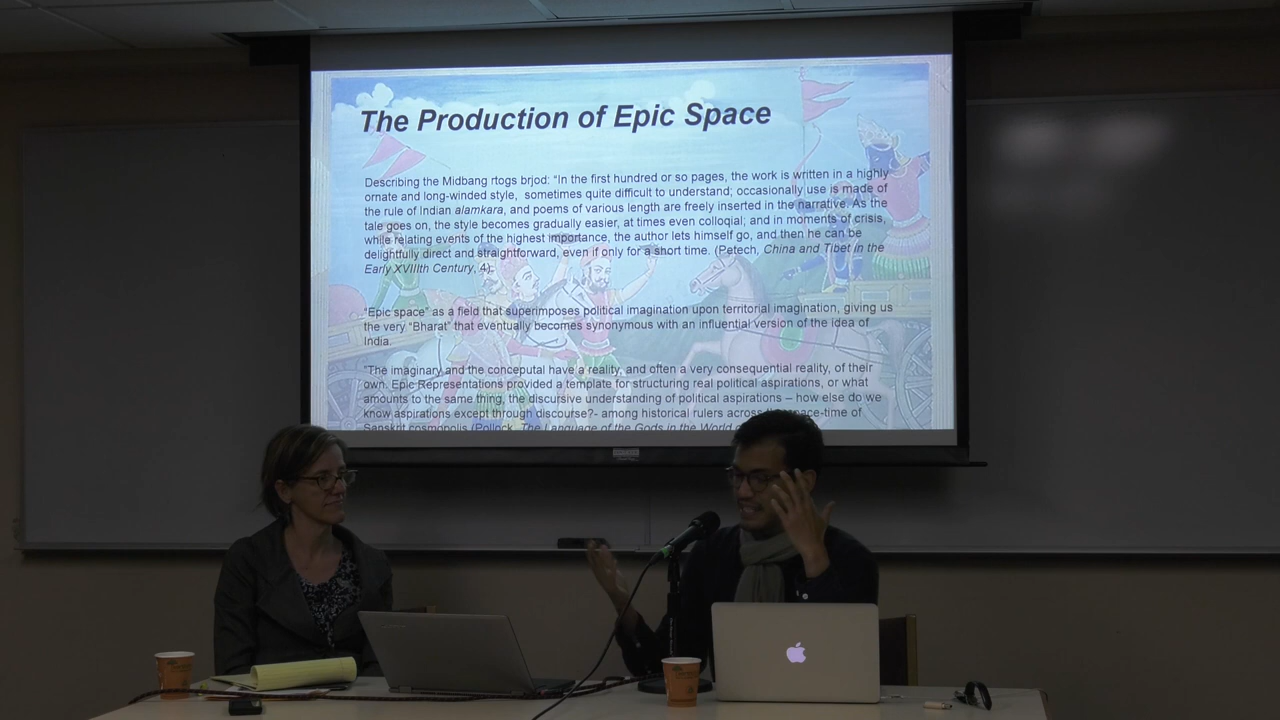 The Production of Epic Space
Describing the Midbang rtogs brjod: “In the first hundred or so pages, the work is written in a highly
ornate and long-winded style, sometimes quite difficult to understand; occasionally use is made of
the rule of Indian alamkara, and poems of various length are freely inserted in the narrative. As the
tale goes on, the style becomes gradually easier, at times even colloqial; and in moments of crisis,
while relating events of the highest importance, the author lets himself go, and then he can be
delightfully direct and straightforward, even if only for a short time. (Petech, China and Tibet in the
Early XVIIIth Century, 4).
“Epic space” as a field that superimposes political imagination upon territorial imagination, giving us
the very “Bharat” that eventually becomes synonymous with an influential version of the idea of
India.
“The imaginary and the conceputal have a reality, and often a very consequential reality, of their
own. Epic Representations provided a template for structuring real political aspirations, or what
amounts to the same thing, the discursive understanding of political aspirations – how else do we
know aspirations except through discourse?- among historical rulers across space-time of
Sanskrit cosmopolis (Pollock, The Language of the Gods in the World